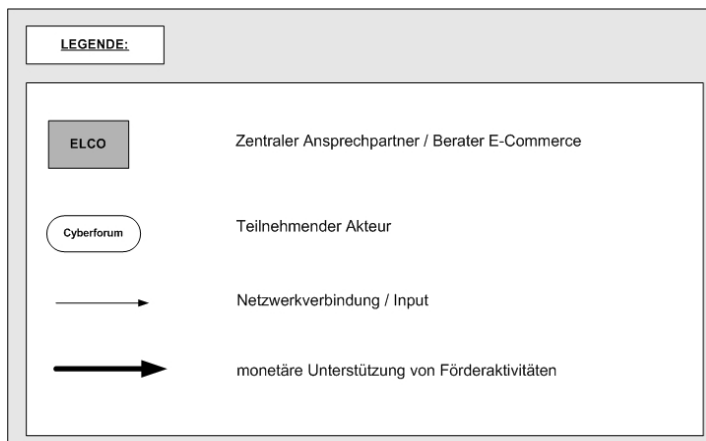 LEGENDE:
ELCO Zentraler Ansprechpartner / Berater E-Commerce
Cyberforum Teilnehmender Akteur
Netzwerkverbindung / Input
monetäre Unterstützung von Förderaktivitäten